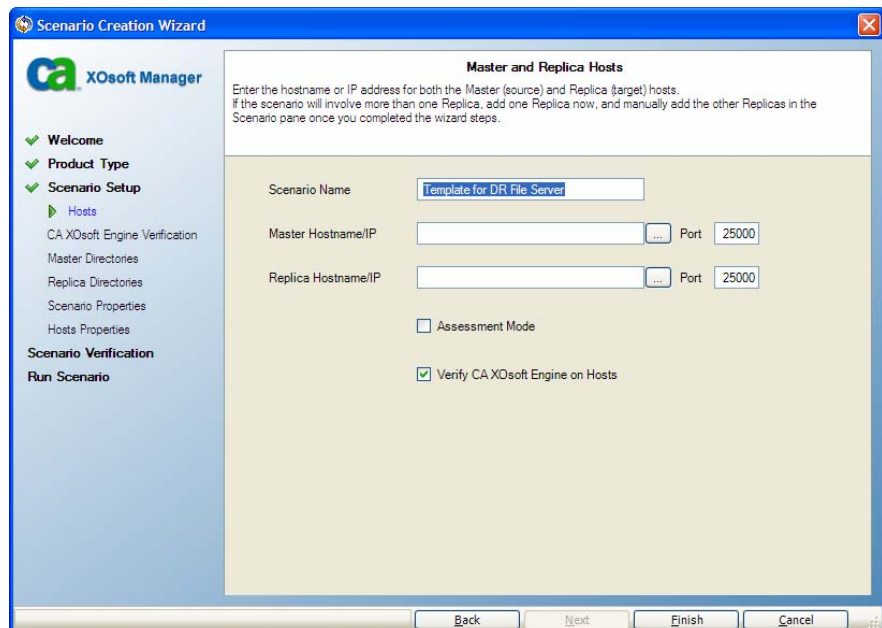 Scenario Creation Wizard
ca XOsoft Manager
Welcome
Product Type
Scenario Setup
Hosts
CA XOsoft Engine Verification
Master Directories
Replica Directories
Scenario Properties
Hosts Properties
Scenario Verification
Run Scenario
Master and Replica Hosts
Enter the hostname or IP address for both the Master (source) and Replica (target) hosts.
If the scenario will involve more than one Replica, add one Replica now, and manually add the other Replicas in the
Scenario pane once you completed the wizard steps.
Scenario Name Template for DR File Server
Master Hostname/IP ... Port 25000
Replica Hostname/IP ... Port 25000
Assessment Mode
Verify CA XOsoft Engine on Hosts
Back Next Finish Cancel